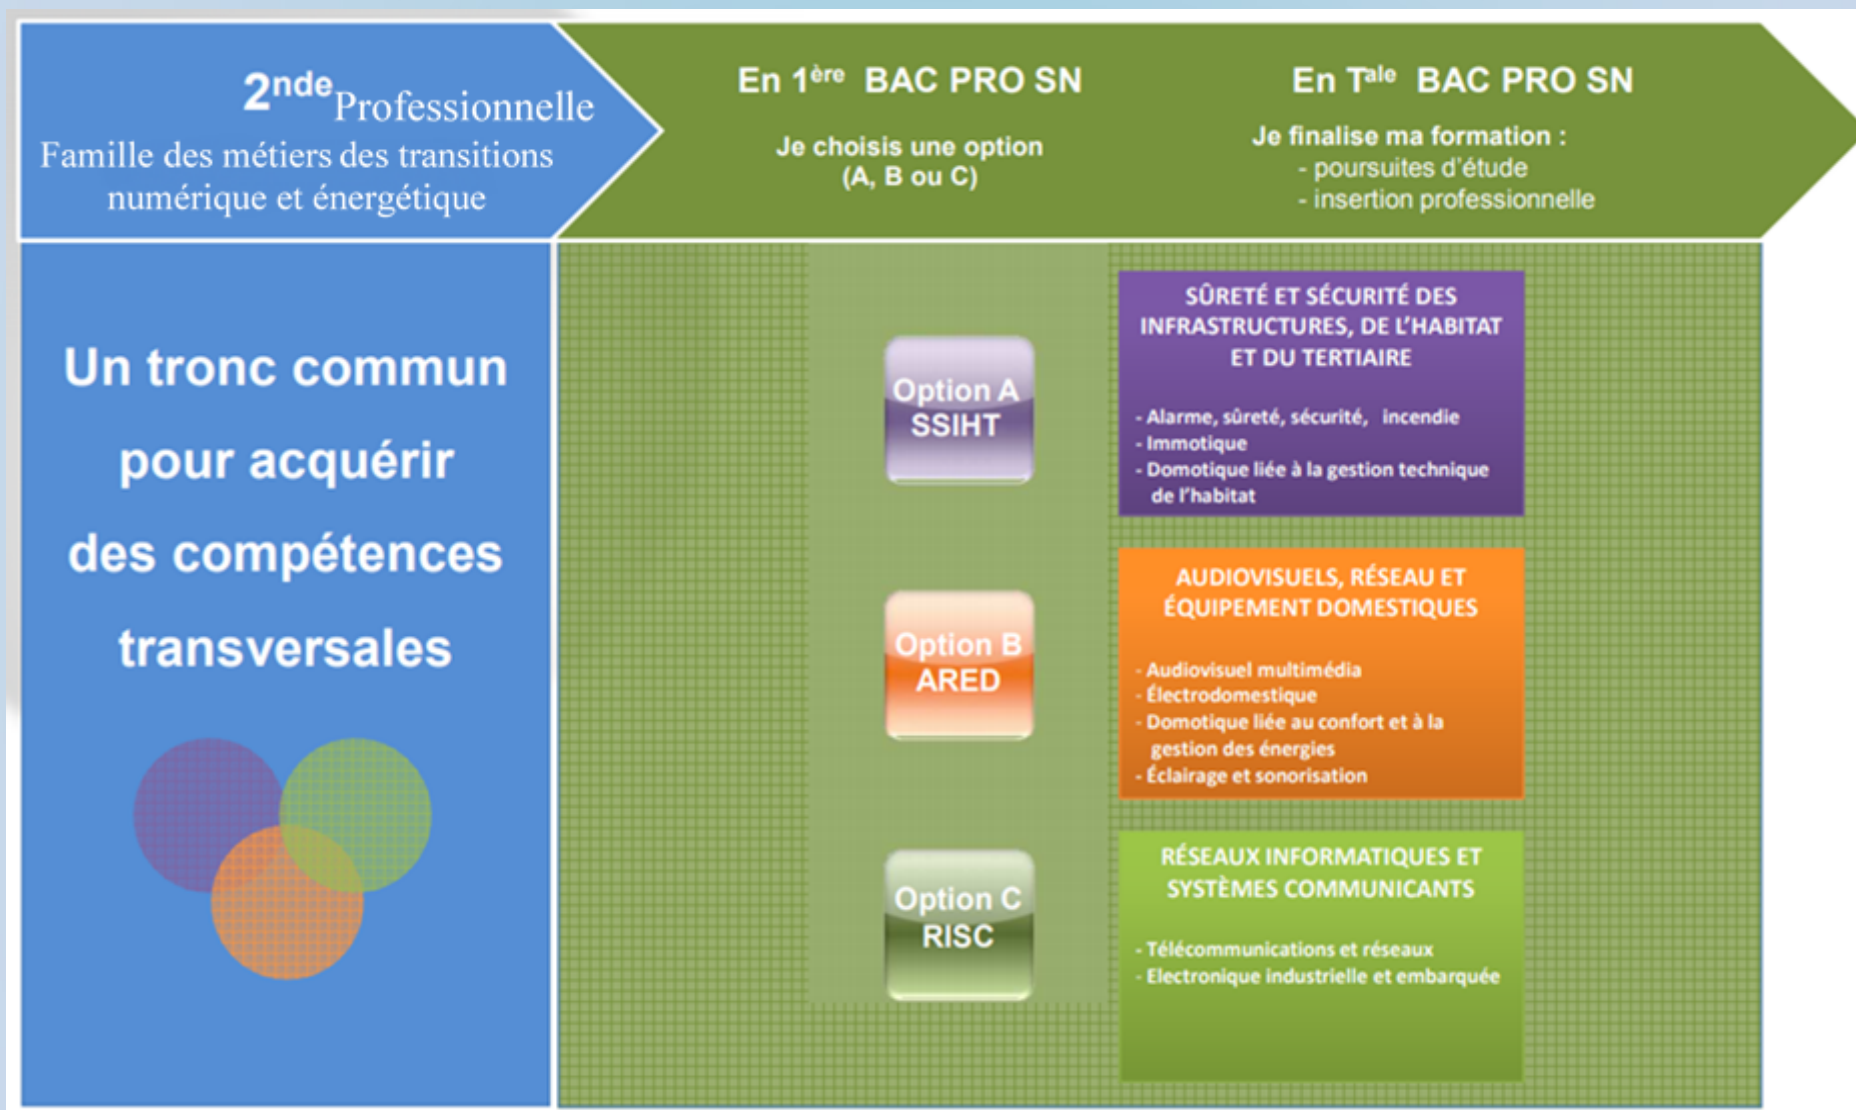 2nde Professionnelle
Famille des métiers des transitions
numérique et énergétique
En 1ère BAC PRO SN
Je choisis une option
(A, B ou C)
En Tale BAC PRO SN
Je finalise ma formation :
- poursuites d'étude
- insertion professionnelle
Un tronc commun
pour acquérir
des compétences
transversales
Option A
SSIHT
SÛRETÉ ET SÉCURITÉ DES
INFRASTRUCTURES, DE L'HABITAT
ET DU TERTIAIRE
- Alarme, sûreté, sécurité, incendie
- Immotique
- Domotique liée à la gestion technique
de l'habitat
Option B
ARED
AUDIOVISUELS, RÉSEAU ET
ÉQUIPEMENT DOMESTIQUES
- Audiovisuel multimédia
- Électrodomestique
- Domotique liée au confort et à la
gestion des énergies
- Éclairage et sonorisation
Option C
RISC
RÉSEAUX INFORMATIQUES ET
SYSTÈMES COMMUNICANTS
- Télécommunications et réseaux
- Electronique industrielle et embarquée